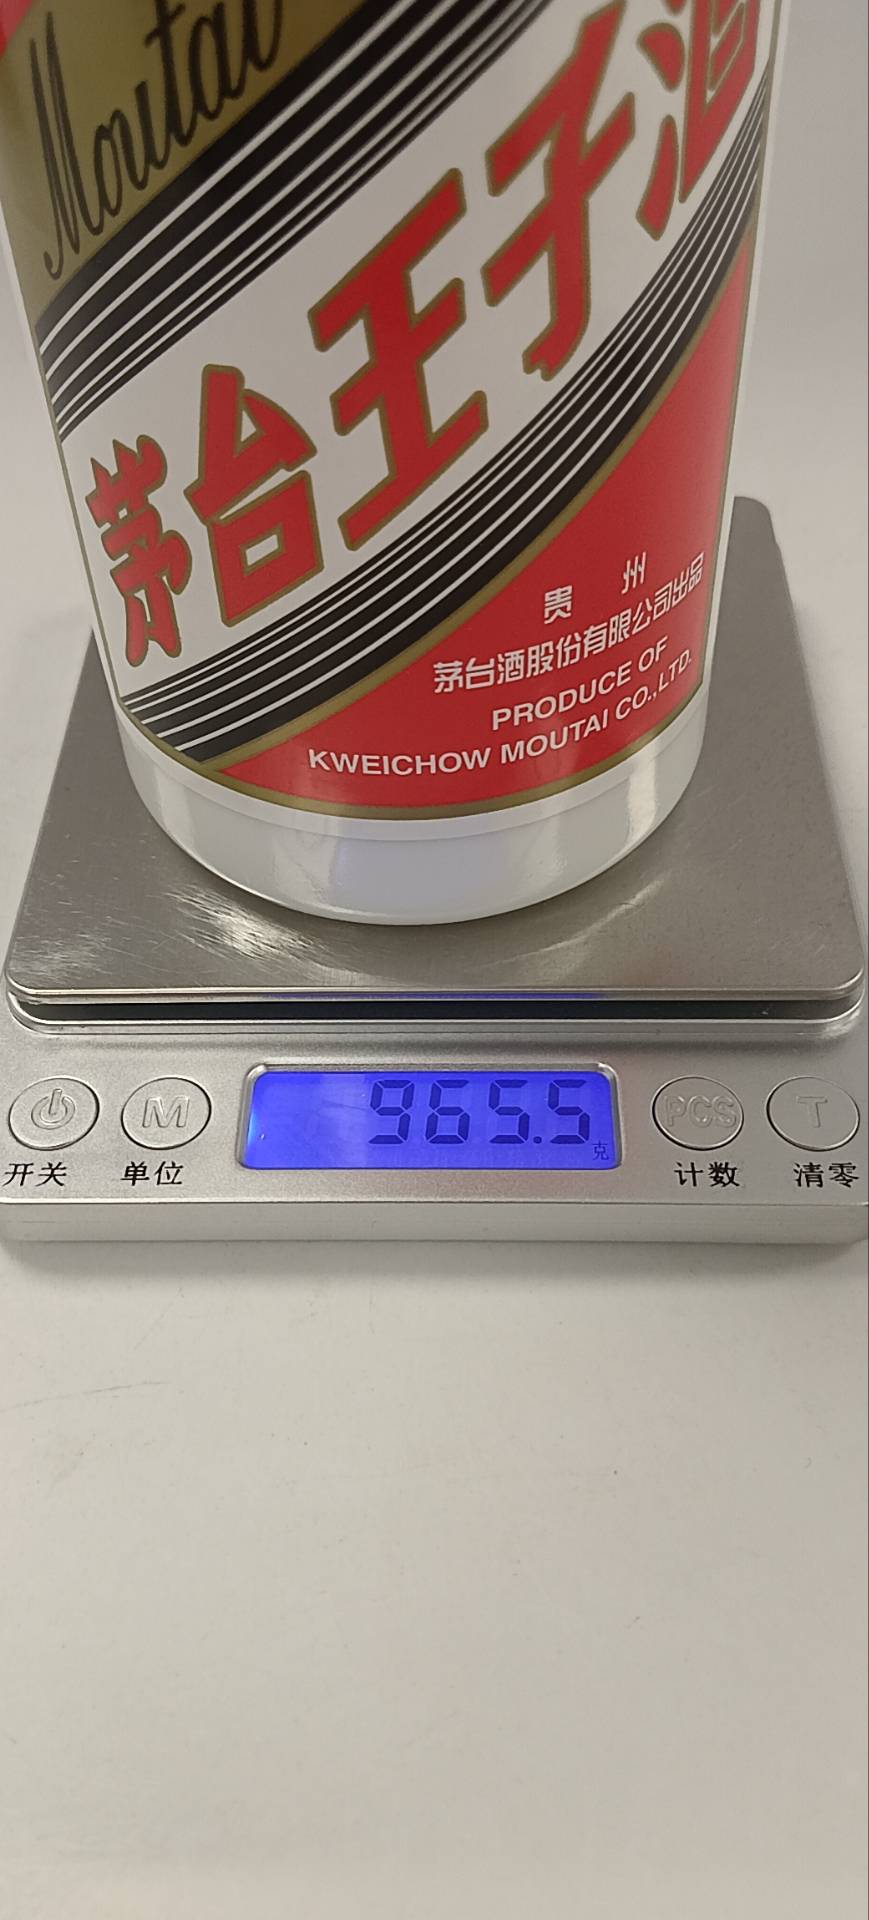 Moutai
茅台王子酒
贵州
茅台酒股份有限公司出品
PRODUCE OF
KWEICHOW MOUTAI CO.,LTD.
965.5
克
M
PCS
T
开关
单位
计数
清零